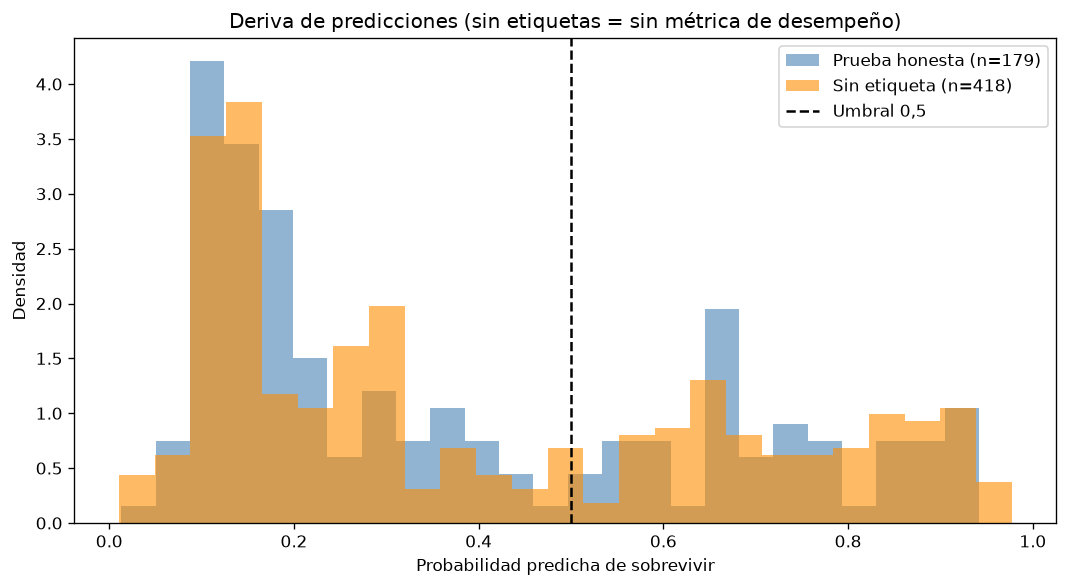 Deriva de predicciones (sin etiquetas = sin métrica de desempeño)
Prueba honesta (n=179)
Sin etiqueta (n=418)
Umbral 0,5
Densidad
4.0
3.5
3.0
2.5
2.0
1.5
1.0
0.5
0.0
0.0 0.2 0.4 0.6 0.8 1.0
Probabilidad predicha de sobrevivir